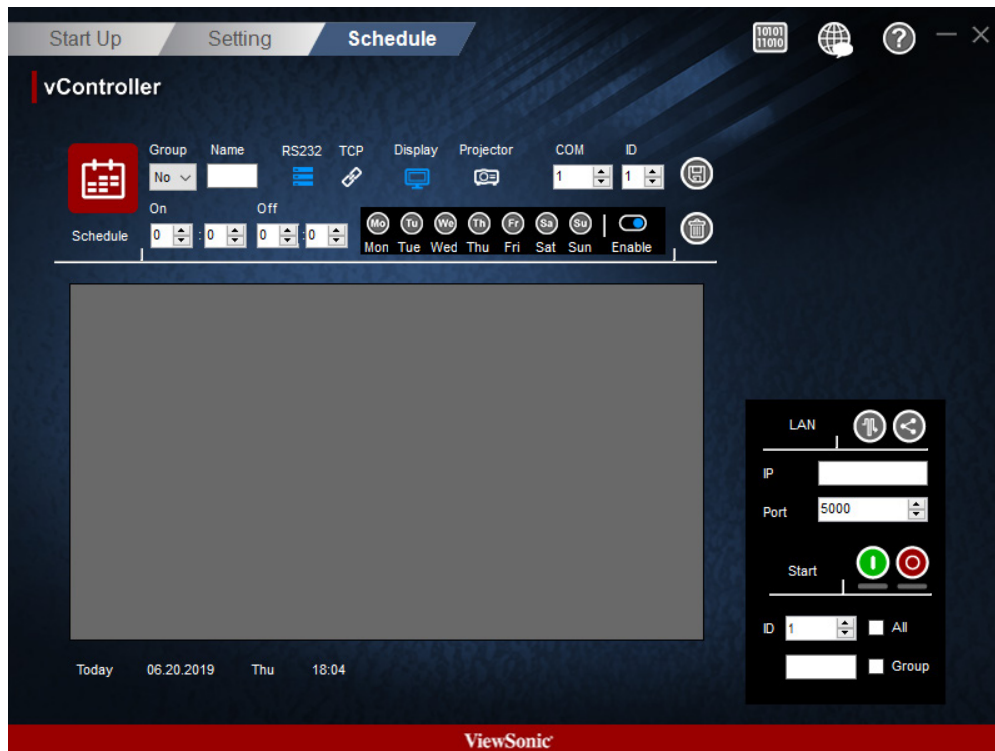 Start Up Setting Schedule
10101
11010
?
vController
Group Name RS232 TCP Display Projector COM ID
No 1 1
On Off
Schedule 0 : 0 0 : 0
Mo Tu We Th Fr Sa Su
Mon Tue Wed Thu Fri Sat Sun Enable
LAN
IP
Port 5000
Start
ID 1 All
Group
Today 06.20.2019 Thu 18:04
ViewSonic